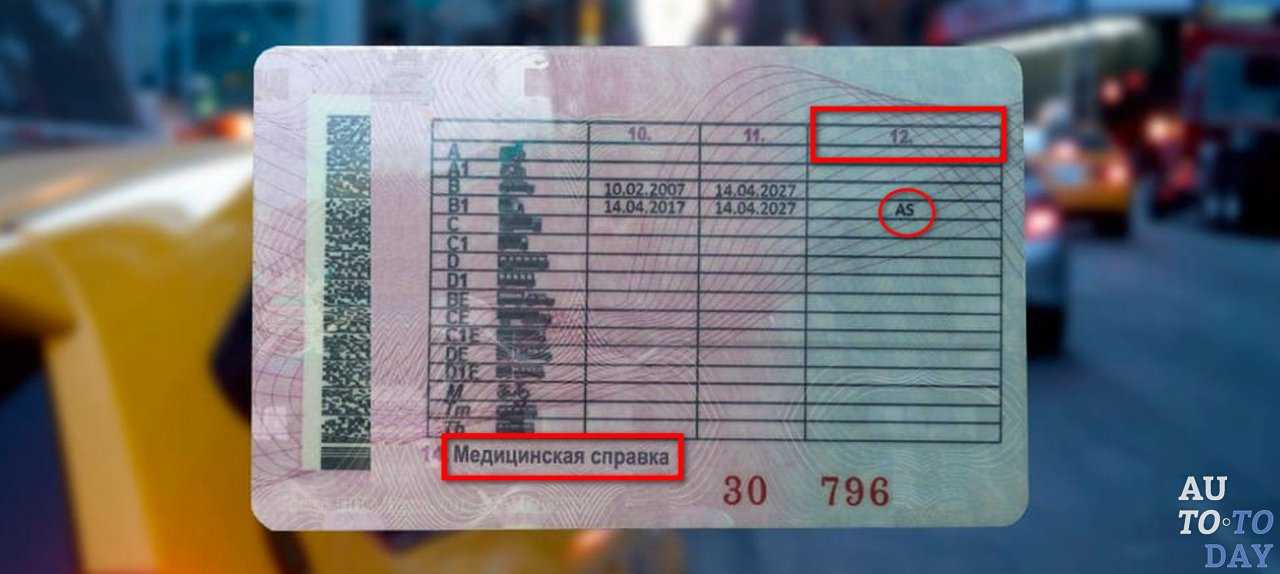 10. 11. 12.
A
A1
B 10.02.2007 14.04.2027
B1 14.04.2017 14.04.2027 AS
C
C1
D
D1
BE
CE
C1E
DE
D1E
M
Tm
Tb
14 Медицинская справка
30 796
AU
TO TO
DAY